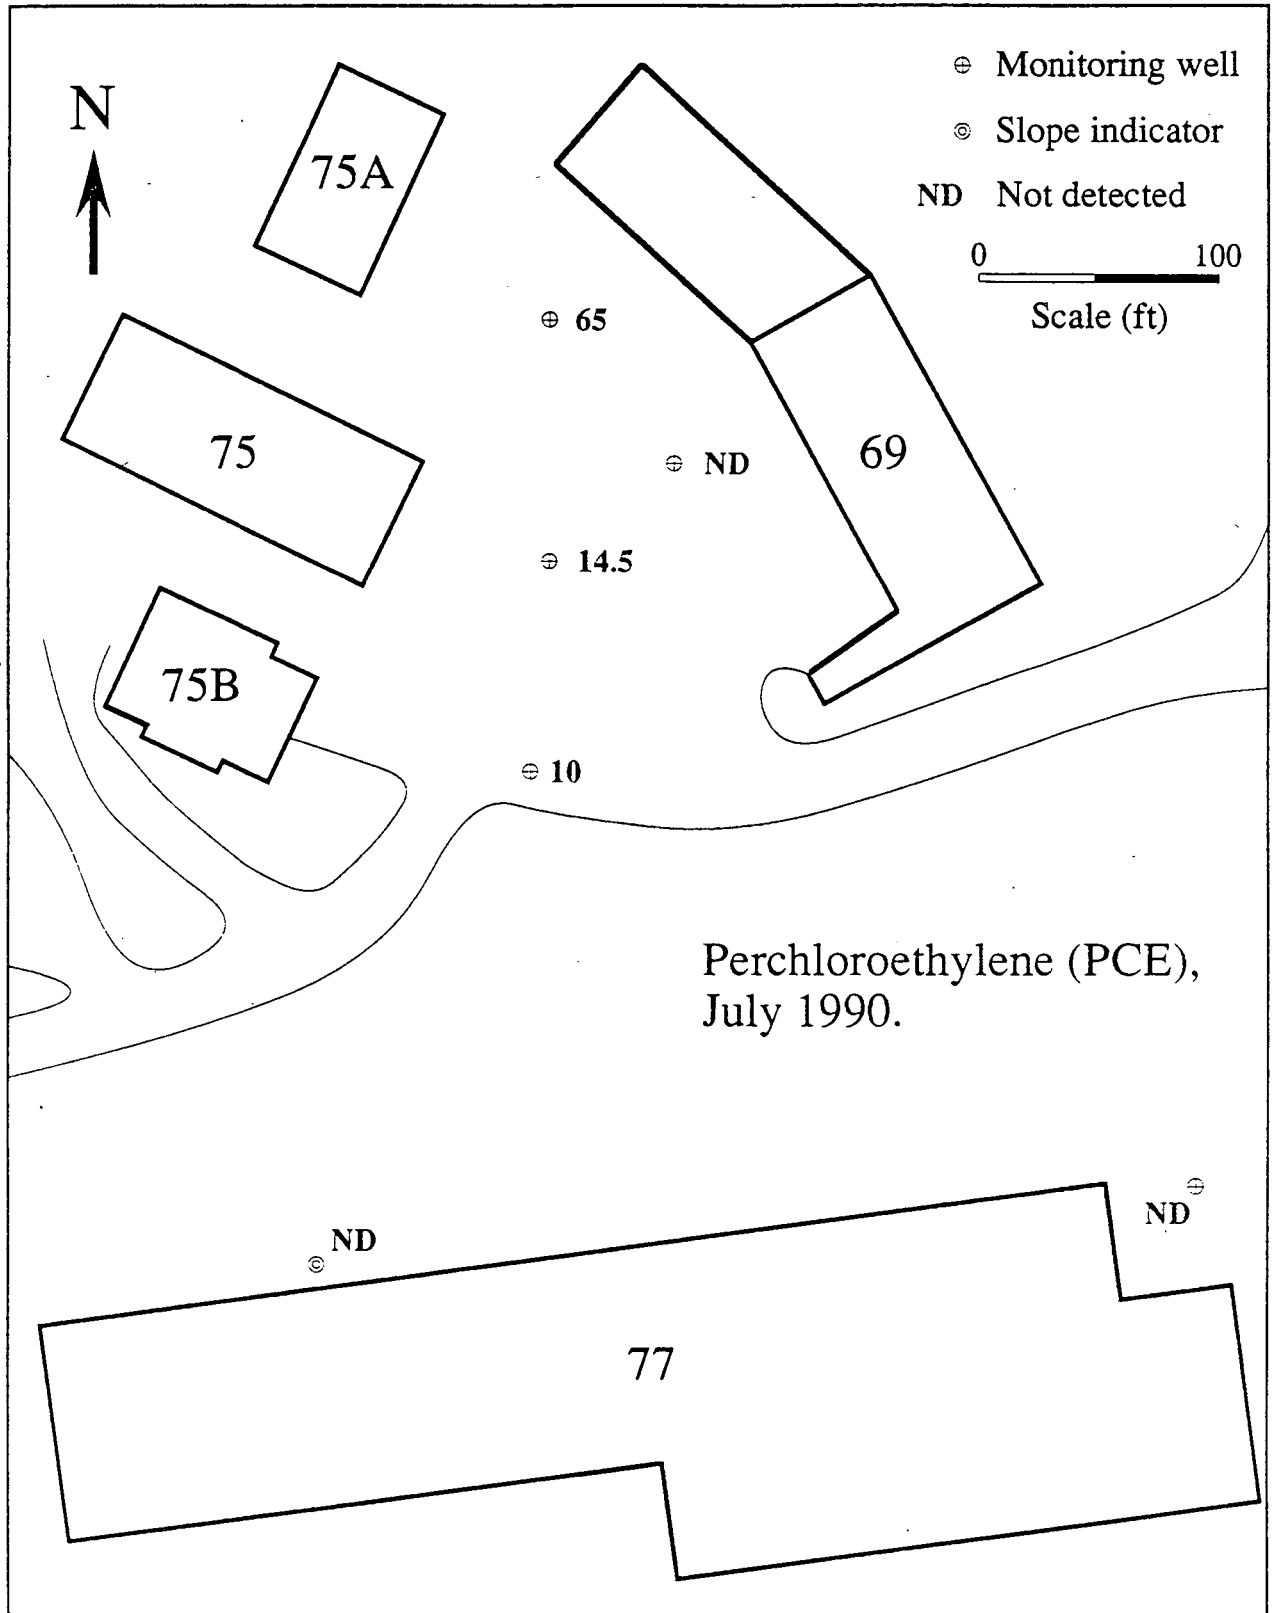 N
Monitoring well
Slope indicator
ND Not detected
0 100
Scale (ft)
75A
65
75
ND
69
14.5
75B
10
Perchloroethylene (PCE),
July 1990.
ND
ND
77